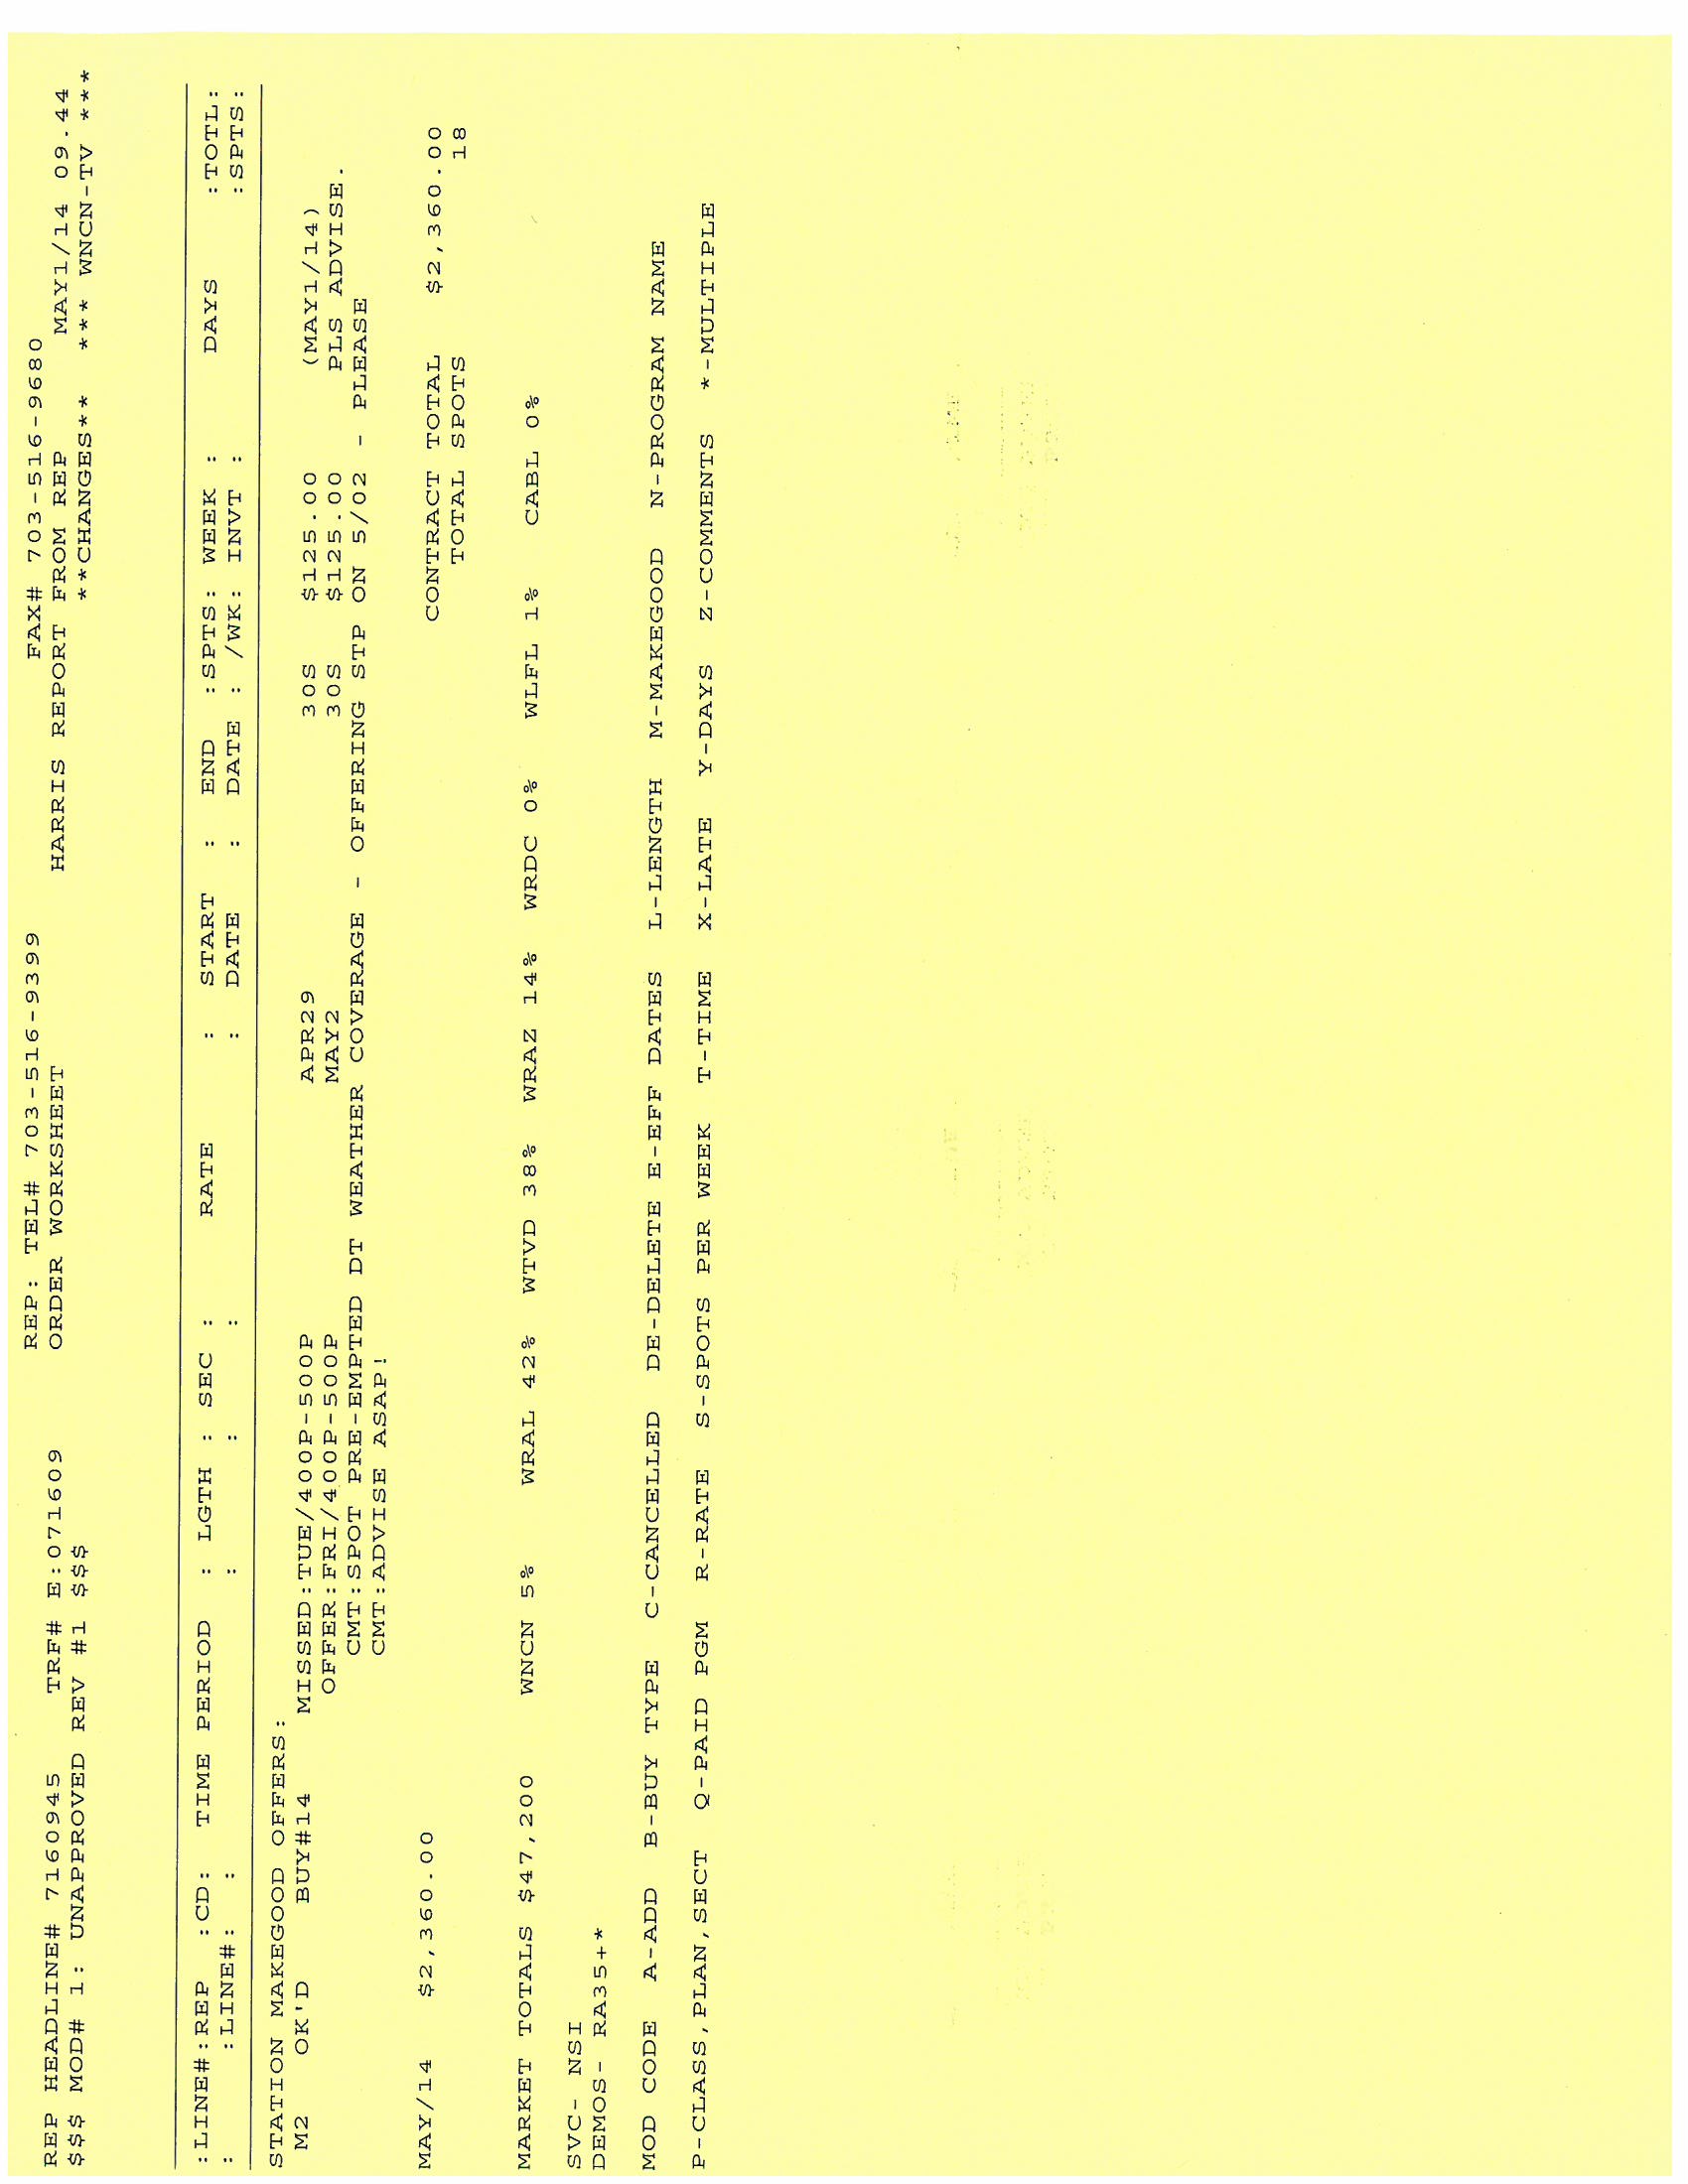 REP: TEL# 703-516-9399 FAX# 703-516-9680
REP HEADLINE# 7160945 TRF# E:071609 ORDER WORKSHEET HARRIS REPORT FROM REP MAY1/14 09.44
$$$ MOD# 1: UNAPPROVED REV #1 $$$ **CHANGES** *** WNCN-TV ***
:LINE#:REP :CD: TIME PERIOD : LGTH : SEC : RATE : START : END :SPTS: WEEK : DAYS :TOTL:
: :LINE#: : : : : DATE : DATE : /WK: INVT : :SPTS:
STATION MAKEGOOD OFFERS:
M2 OK'D BUY#14 MISSED:TUE/400P-500P APR29 30S $125.00 (MAY1/14)
OFFER:FRI/400P-500P MAY2 30S $125.00 PLS ADVISE.
CMT:SPOT PRE-EMPTED DT WEATHER COVERAGE - OFFERING STP ON 5/02 - PLEASE
CMT:ADVISE ASAP!
MAY/14 $2,360.00 CONTRACT TOTAL $2,360.00
TOTAL SPOTS 18
MARKET TOTALS $47,200 WNCN 5% WRAL 42% WTVD 38% WRAZ 14% WRDC 0% WLFL 1% CABL 0%
SVC- NSI
DEMOS- RA35+*
MOD CODE A-ADD B-BUY TYPE C-CANCELLED DE-DELETE E-EFF DATES L-LENGTH M-MAKEGOOD N-PROGRAM NAME
P-CLASS,PLAN,SECT Q-PAID PGM R-RATE S-SPOTS PER WEEK T-TIME X-LATE Y-DAYS Z-COMMENTS *-MULTIPLE